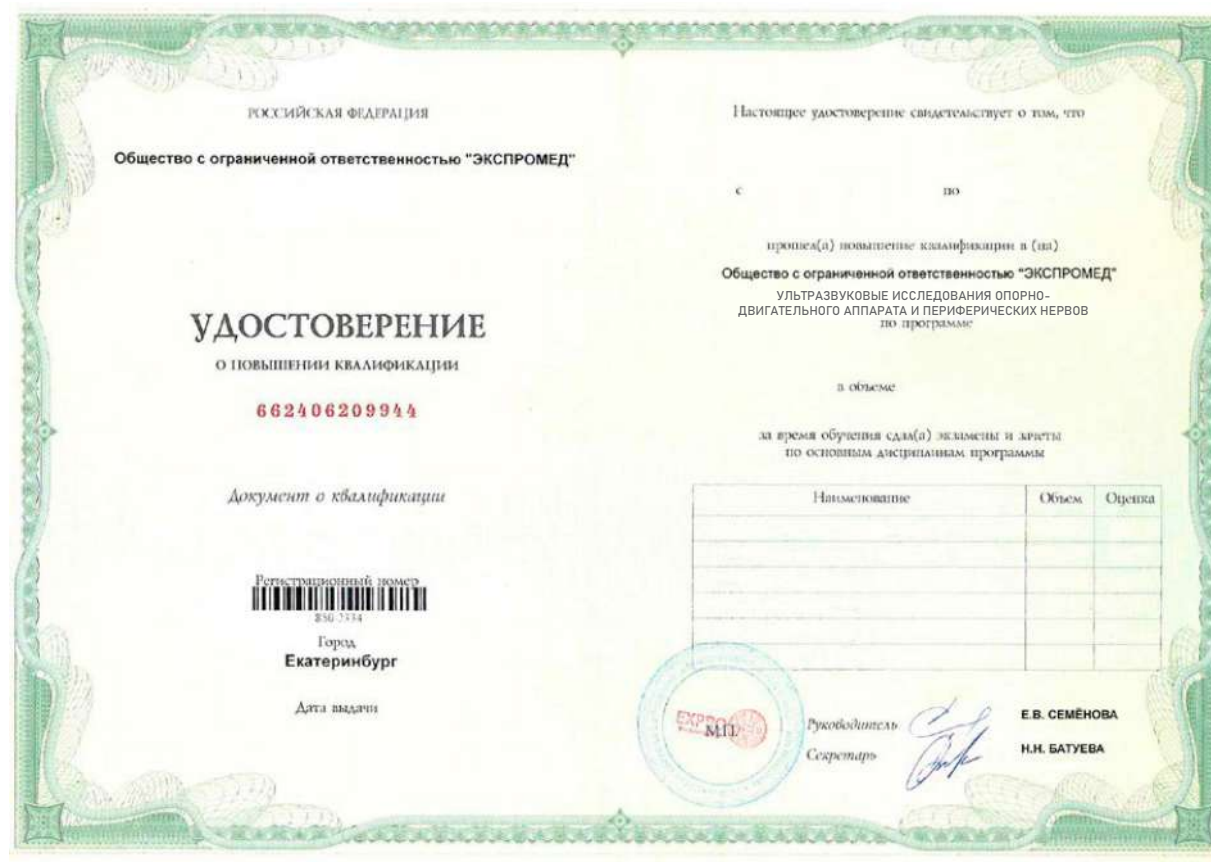 РОССИЙСКАЯ ФЕДЕРАЦИЯ
Общество с ограниченной ответственностью "ЭКСПРОМЕД"
УДОСТОВЕРЕНИЕ
О ПОВЫШЕНИИ КВАЛИФИКАЦИИ
662406209944
Документ о квалификации
Регистрационный номер
Город
Екатеринбург
Дата выдачи
Настоящее удостоверение свидетельствует о том, что
с по
прошел(а) повышение квалификации в (на)
Общество с ограниченной ответственностью "ЭКСПРОМЕД"
УЛЬТРАЗВУКОВЫЕ ИССЛЕДОВАНИЯ ОПОРНО-
ДВИГАТЕЛЬНОГО АППАРАТА И ПЕРИФЕРИЧЕСКИХ НЕРВОВ
по программе
в объеме
за время обучения сдал(а) экзамены и зачеты
по основным дисциплинам программы
Наименование Объем Оценка
М.П.
Руководитель Е.В. СЕМЁНОВА
Секретарь Н.Н. БАТУЕВА